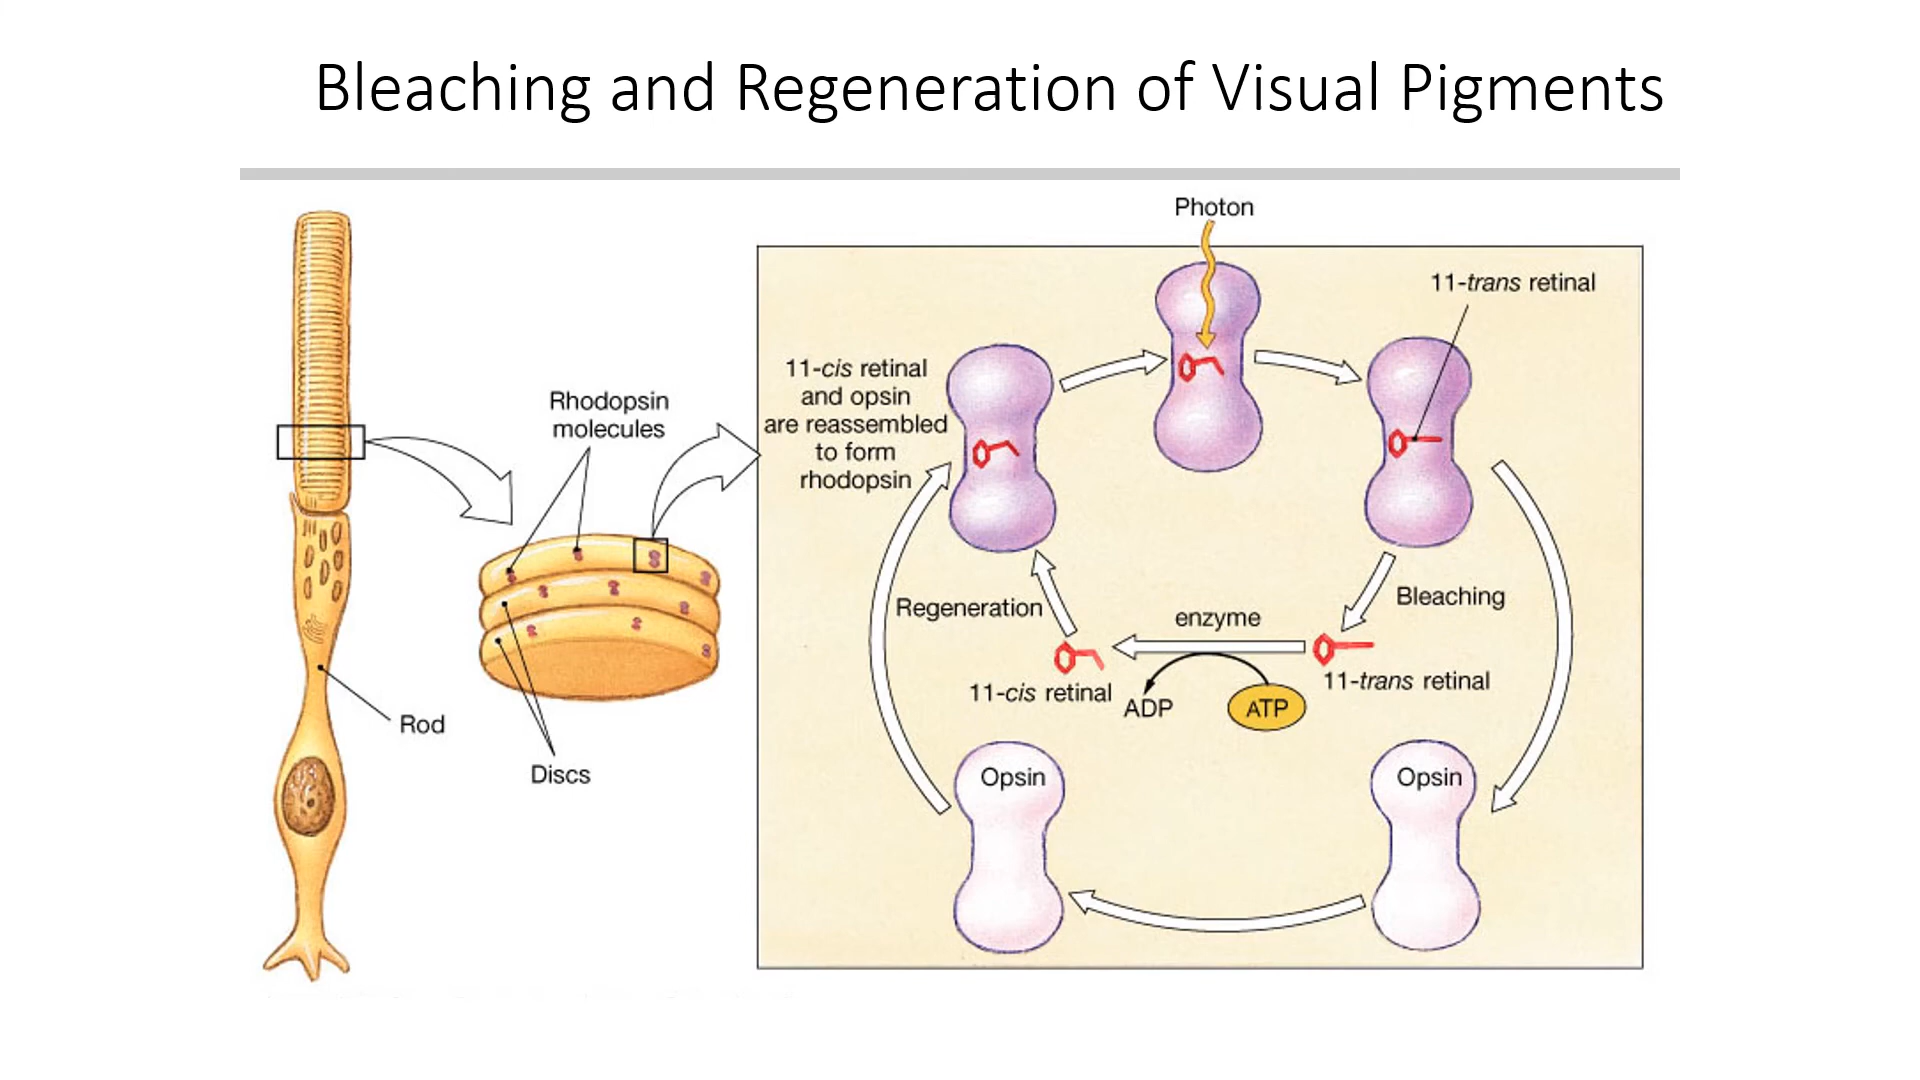 Bleaching and Regeneration of Visual Pigments
Photon
11-trans retinal
11-cis retinal
and opsin
are reassembled
to form
rhodopsin
Rhodopsin
molecules
Regeneration
enzyme
Bleaching
11-cis retinal
ADP
ATP
11-trans retinal
Rod
Discs
Opsin
Opsin